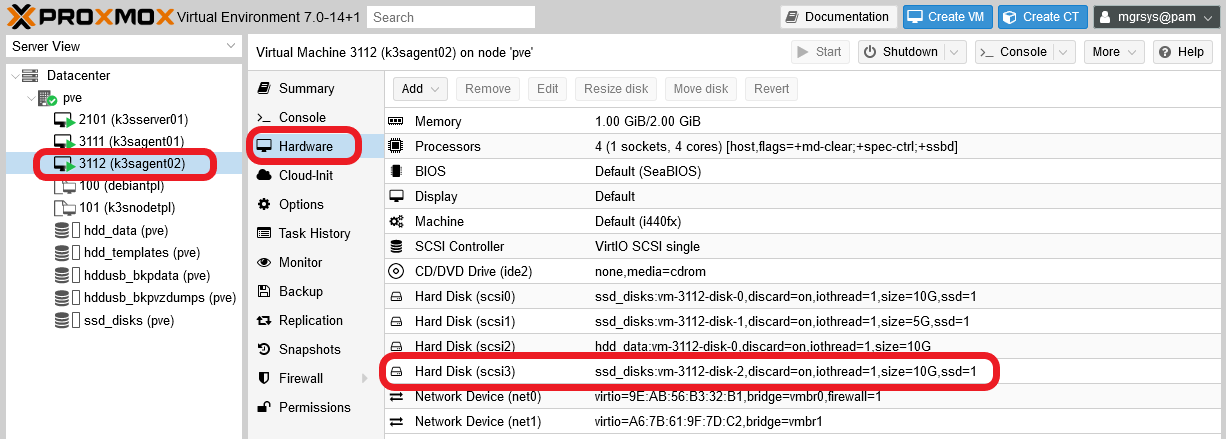 PROXMOX Virtual Environment 7.0-14+1 Search Documentation Create VM Create CT mgrsys@pam
Server View
Virtual Machine 3112 (k3sagent02) on node 'pve' Start Shutdown Console More Help
Datacenter
pve
2101 (k3sserver01)
3111 (k3sagent01)
3112 (k3sagent02)
100 (debiantpl)
101 (k3snodetpl)
hdd_data (pve)
hdd_templates (pve)
hddusb_bkpdata (pve)
hddusb_bkpvzdumps (pve)
ssd_disks (pve)
Summary
Console
Hardware
Cloud-Init
Options
Task History
Monitor
Backup
Replication
Snapshots
Firewall
Permissions
Add Remove Edit Resize disk Move disk Revert
Memory 1.00 GiB/2.00 GiB
Processors 4 (1 sockets, 4 cores) [host,flags=+md-clear;+spec-ctrl;+ssbd]
BIOS Default (SeaBIOS)
Display Default
Machine Default (i440fx)
SCSI Controller VirtIO SCSI single
CD/DVD Drive (ide2) none,media=cdrom
Hard Disk (scsi0) ssd_disks:vm-3112-disk-0,discard=on,iothread=1,size=10G,ssd=1
Hard Disk (scsi1) ssd_disks:vm-3112-disk-1,discard=on,iothread=1,size=5G,ssd=1
Hard Disk (scsi2) hdd_data:vm-3112-disk-0,discard=on,iothread=1,size=10G
Hard Disk (scsi3) ssd_disks:vm-3112-disk-2,discard=on,iothread=1,size=10G,ssd=1
Network Device (net0) virtio=9E:AB:56:B3:32:B1,bridge=vmbr0,firewall=1
Network Device (net1) virtio=A6:7B:61:9F:7D:C2,bridge=vmbr1